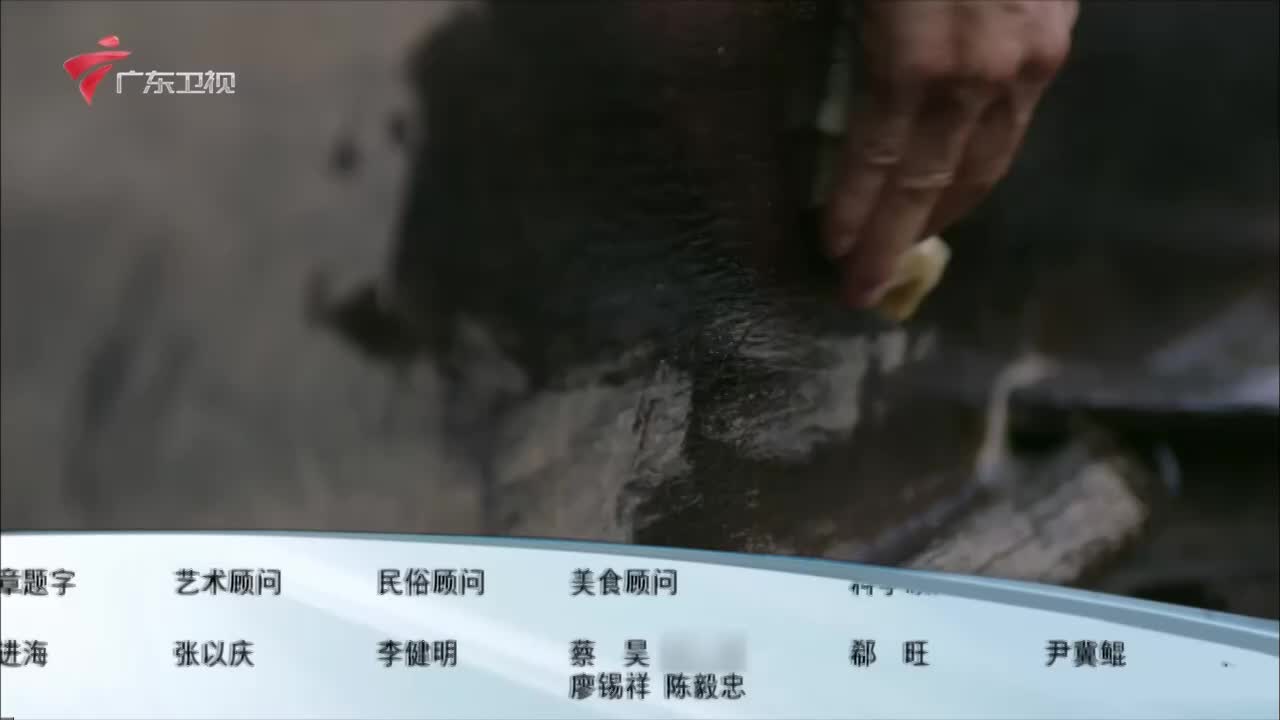 广东卫视
章题字 艺术顾问 民俗顾问 美食顾问
进海 张以庆 李健明 蔡 昊 郗 旺 尹冀鲲
廖锡祥 陈毅忠